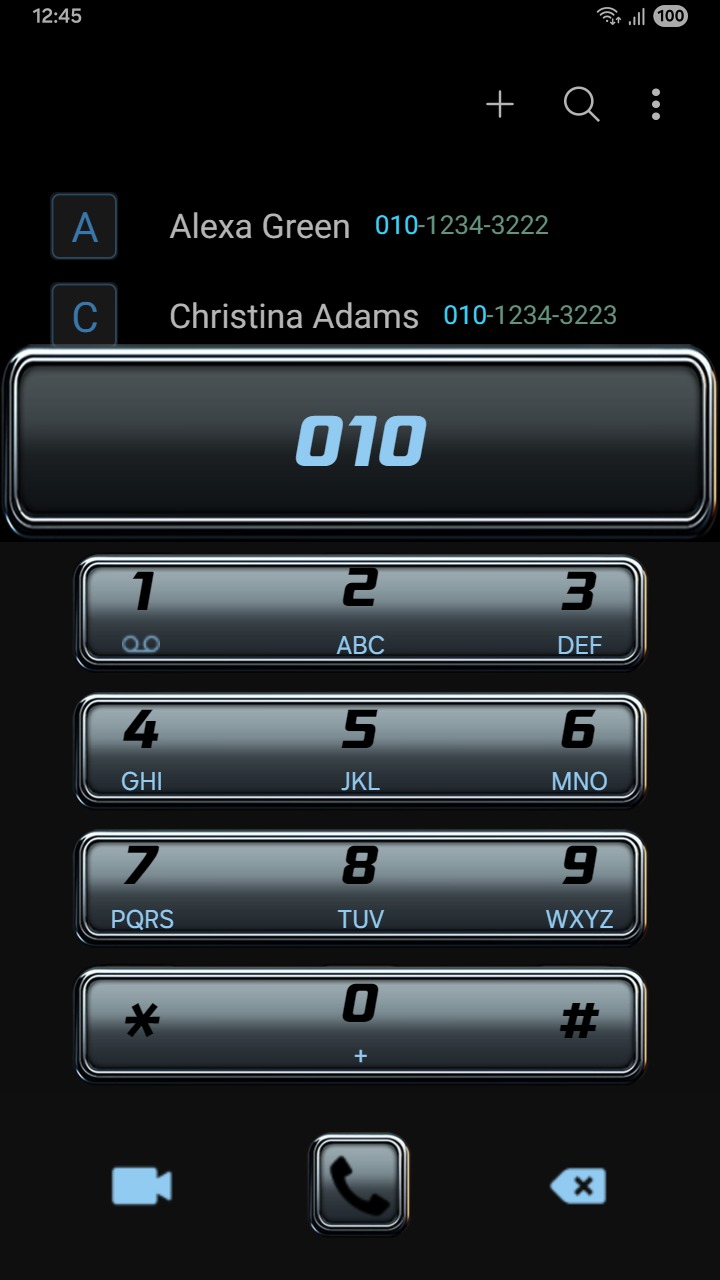 12:45 100
A Alexa Green 010-1234-3222
C Christina Adams 010-1234-3223
010
1 2 3
ABC DEF
4 5 6
GHI JKL MNO
7 8 9
PQRS TUV WXYZ
* 0 #
+